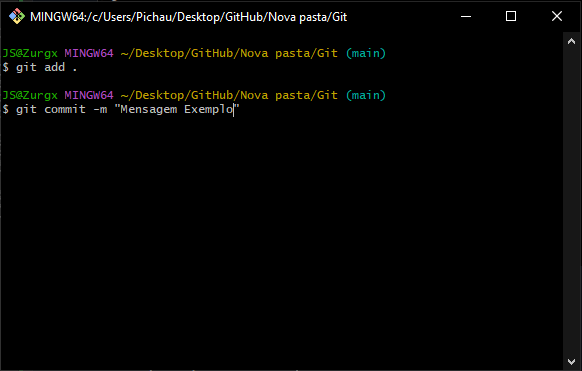 MINGW64:/c/Users/Pichau/Desktop/GitHub/Nova pasta/Git
JS@Zurgx MINGW64 ~/Desktop/GitHub/Nova pasta/Git (main)
$ git add .
JS@Zurgx MINGW64 ~/Desktop/GitHub/Nova pasta/Git (main)
$ git commit -m "Mensagem Exemplo"